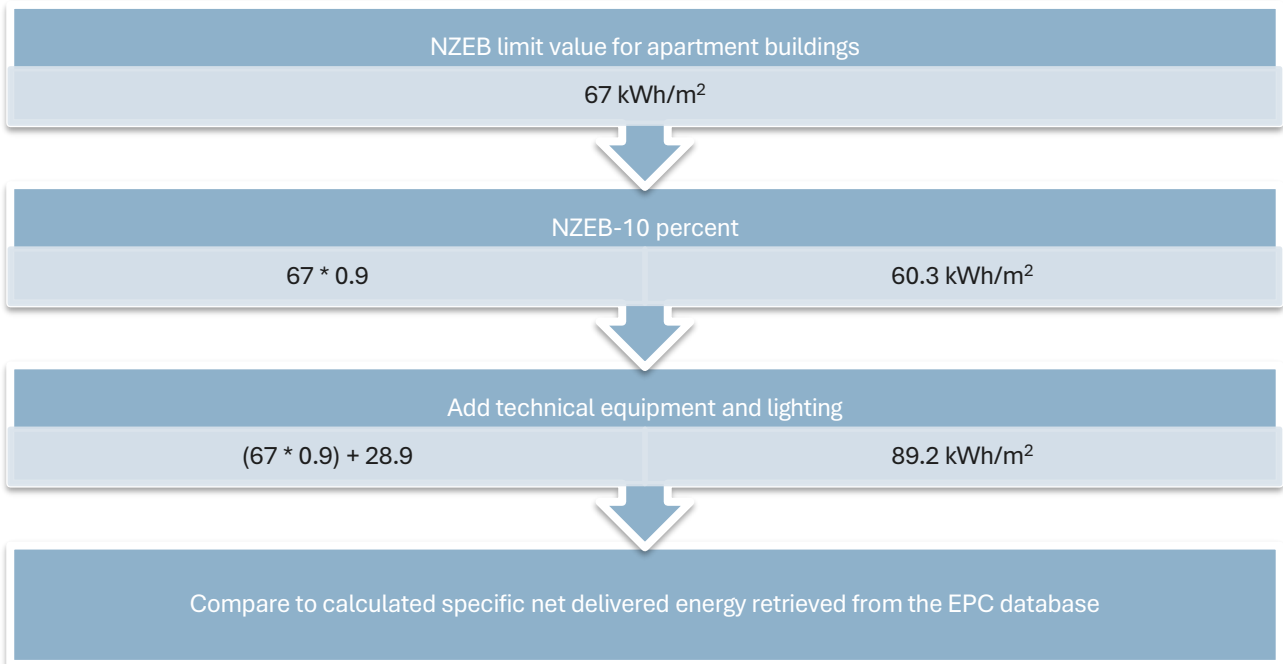 NZEB limit value for apartment buildings
67 kWh/m²
NZEB-10 percent
67 * 0.9
60.3 kWh/m²
Add technical equipment and lighting
(67 * 0.9) + 28.9
89.2 kWh/m²
Compare to calculated specific net delivered energy retrieved from the EPC database